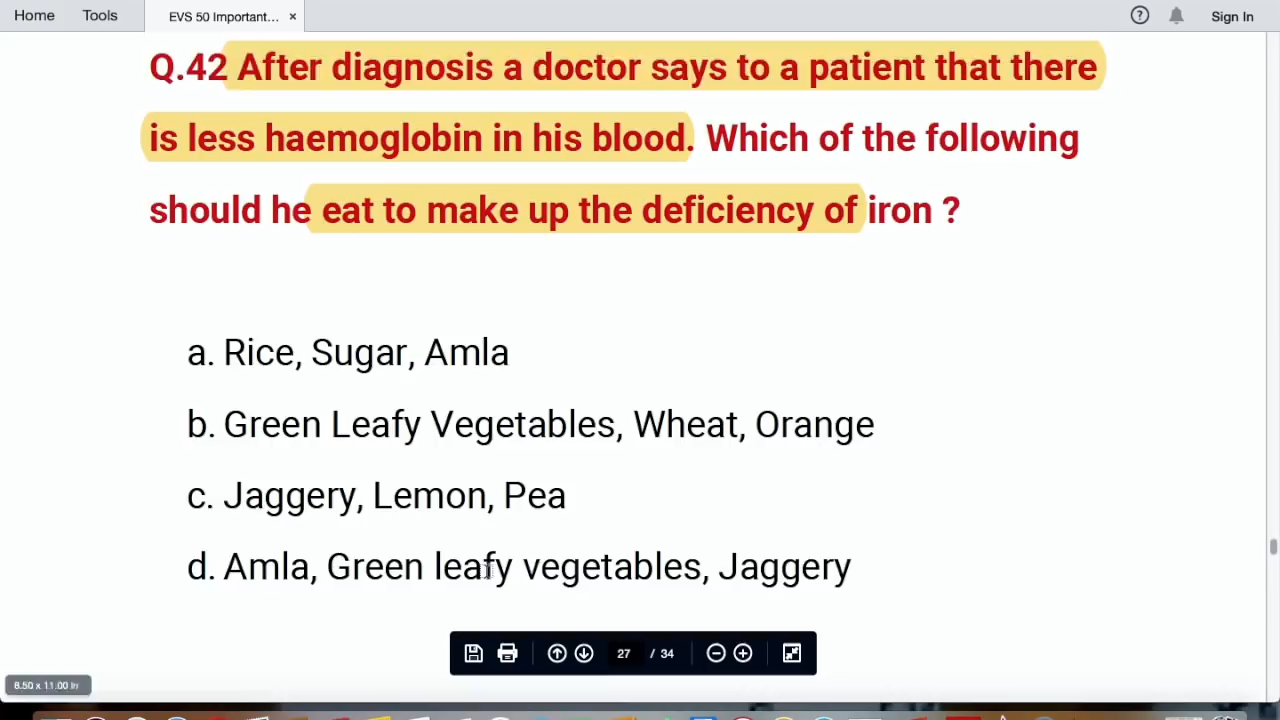 Home Tools EVS 50 Important... × Sign In
Q.42 After diagnosis a doctor says to a patient that there
is less haemoglobin in his blood. Which of the following
should he eat to make up the deficiency of iron ?
a. Rice, Sugar, Amla
b. Green Leafy Vegetables, Wheat, Orange
c. Jaggery, Lemon, Pea
d. Amla, Green leafy vegetables, Jaggery
27 / 34
8.50 x 11.00 in